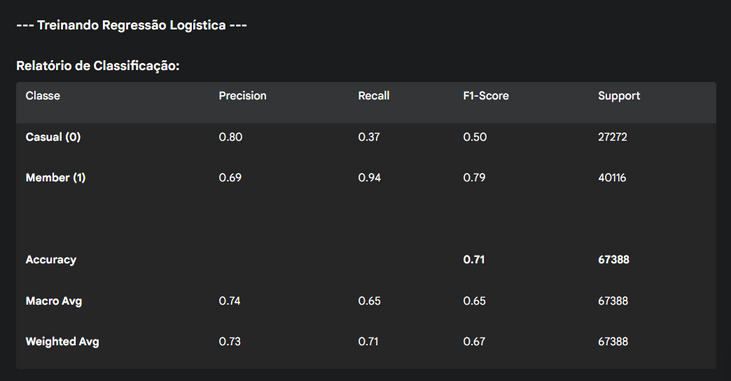 --- Treinando Regressão Logística ---
Relatório de Classificação:
Classe Precision Recall F1-Score Support
Casual (0) 0.80 0.37 0.50 27272
Member (1) 0.69 0.94 0.79 40116
Accuracy 0.71 67388
Macro Avg 0.74 0.65 0.65 67388
Weighted Avg 0.73 0.71 0.67 67388